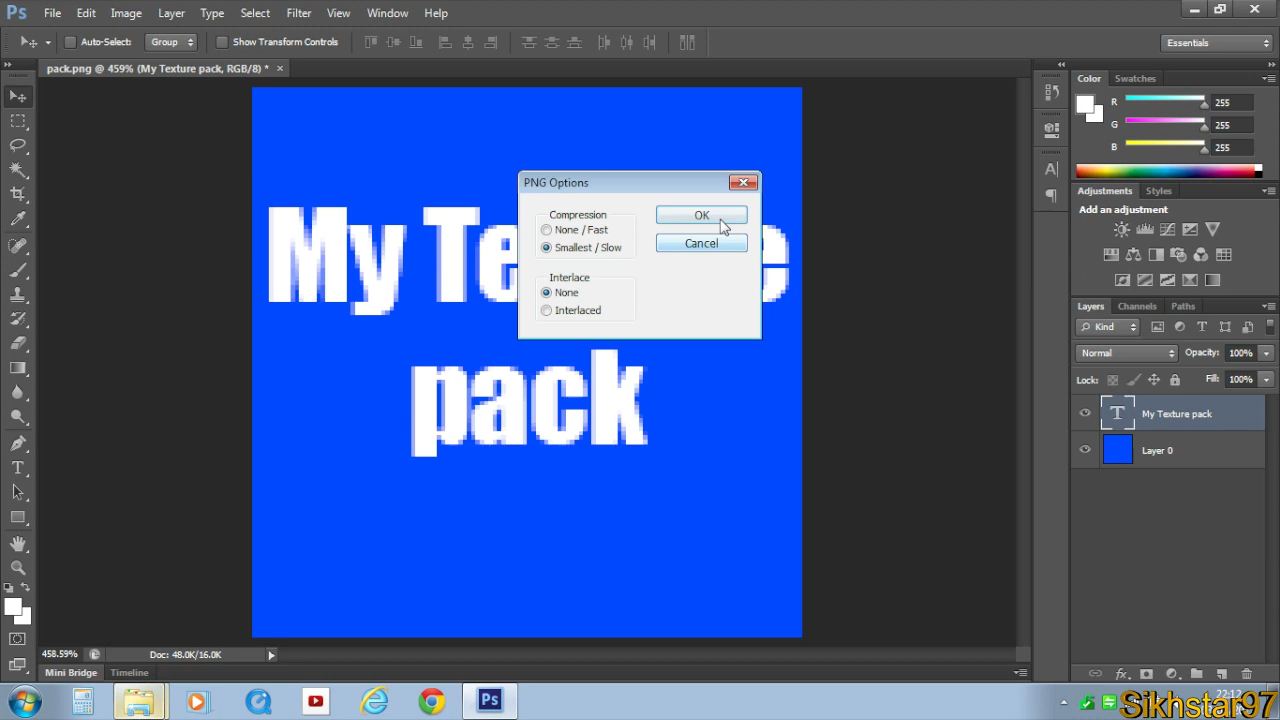 Ps File Edit Image Layer Type Select Filter View Window Help
Auto-Select: Group Show Transform Controls Essentials
pack.png @ 459% (My Texture pack, RGB/8) * ×
Color Swatches
R 255
G 255
B 255
PNG Options
Compression
None / Fast
Smallest / Slow
Interlace
None
Interlaced
OK
Cancel
My Te e
pack
Adjustments Styles
Add an adjustment
Layers Channels Paths
Kind
Normal Opacity: 100%
Lock: Fill: 100%
T My Texture pack
Layer 0
458.59% Doc: 48.0K/16.0K
Mini Bridge Timeline
Ps
22:12
Sikhstar97